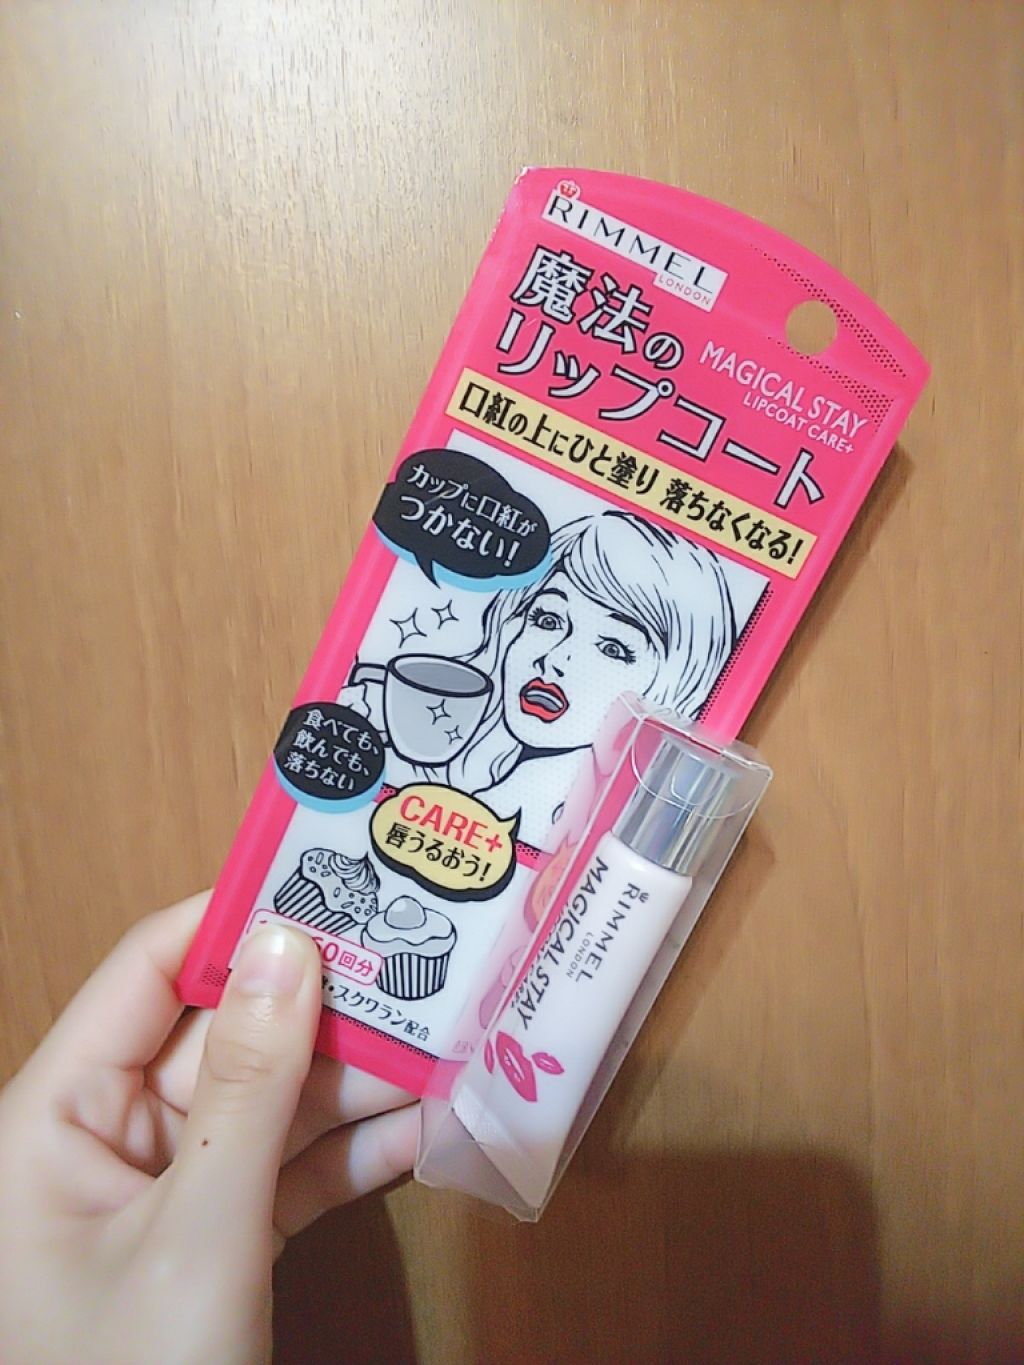 RIMMEL
LONDON
魔法の
リップコート
MAGICAL STAY
LIPCOAT CARE+
口紅の上にひと塗り 落ちなくなる!
カップに口紅が
つかない!
食べても、
飲んでも、
落ちない
CARE+
唇うるおう!
60回分
・スクワラン配合
RIMMEL
LONDON
MAGICAL STAY